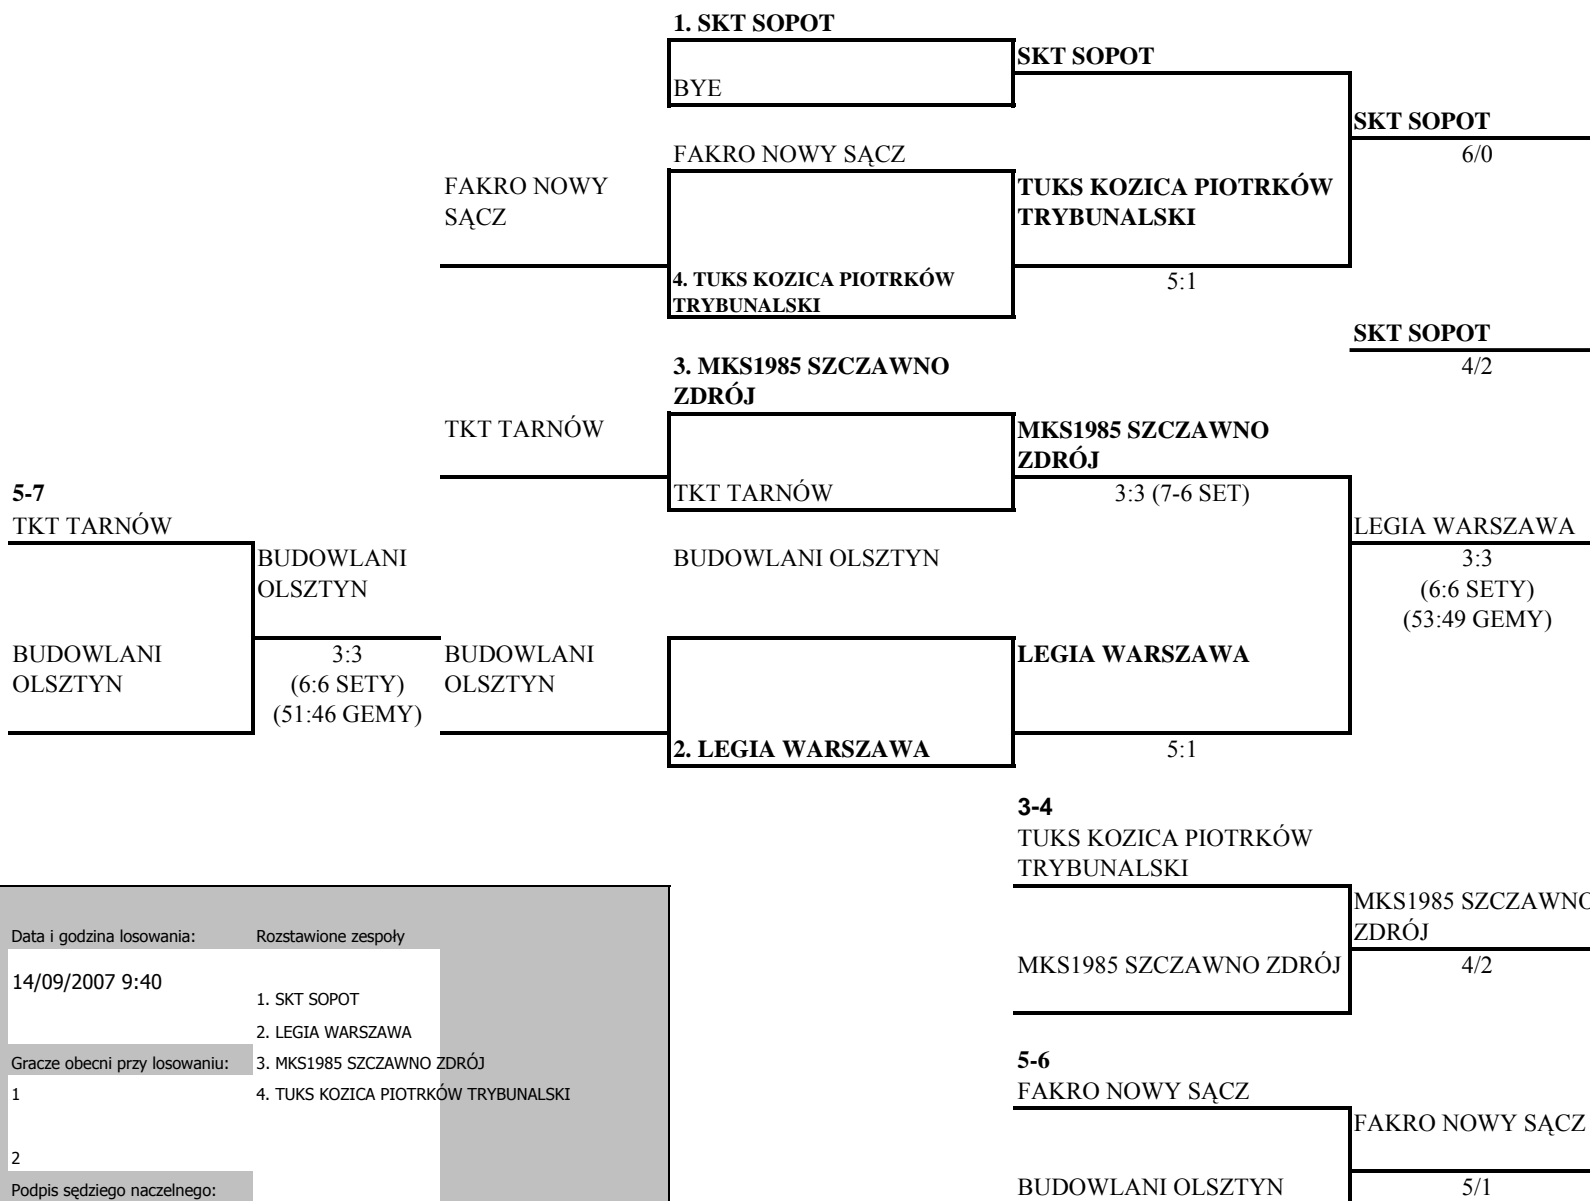 1. SKT SOPOT
SKT SOPOT
BYE
SKT SOPOT
6/0
FAKRO NOWY SĄCZ
FAKRO NOWY
SĄCZ
TUKS KOZICA PIOTRKÓW
TRYBUNALSKI
4. TUKS KOZICA PIOTRKÓW
TRYBUNALSKI
5:1
SKT SOPOT
4/2
3. MKS1985 SZCZAWNO
ZDRÓJ
TKT TARNÓW
MKS1985 SZCZAWNO
ZDRÓJ
TKT TARNÓW
3:3 (7-6 SET)
5-7
TKT TARNÓW
LEGIA WARSZAWA
3:3
(6:6 SETY)
(53:49 GEMY)
BUDOWLANI
OLSZTYN
BUDOWLANI OLSZTYN
BUDOWLANI
OLSZTYN
3:3
(6:6 SETY)
(51:46 GEMY)
BUDOWLANI
OLSZTYN
LEGIA WARSZAWA
2. LEGIA WARSZAWA
5:1
3-4
TUKS KOZICA PIOTRKÓW
TRYBUNALSKI
MKS1985 SZCZAWNO
ZDRÓJ
MKS1985 SZCZAWNO ZDRÓJ
4/2
5-6
FAKRO NOWY SĄCZ
FAKRO NOWY SĄCZ
BUDOWLANI OLSZTYN
5/1
Data i godzina losowania:
Rozstawione zespoły
14/09/2007 9:40
1. SKT SOPOT
2. LEGIA WARSZAWA
Gracze obecni przy losowaniu:
3. MKS1985 SZCZAWNO ZDRÓJ
1
4. TUKS KOZICA PIOTRKÓW TRYBUNALSKI
2
Podpis sędziego naczelnego: